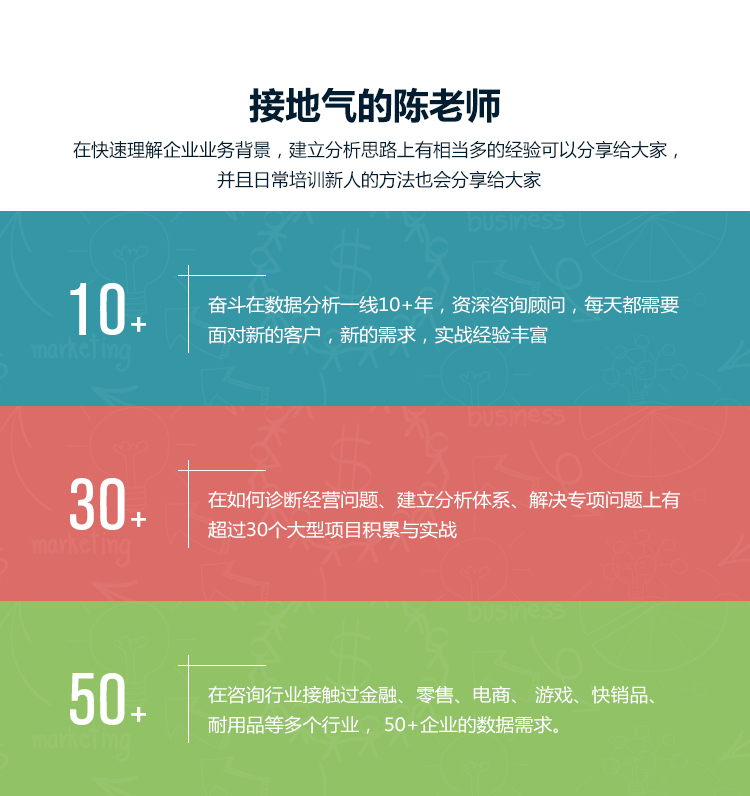 接地气的陈老师
在快速理解企业业务背景，建立分析思路上有相当多的经验可以分享给大家，
并且日常培训新人的方法也会分享给大家
business
10+
奋斗在数据分析一线10+年，资深咨询顾问，每天都需要
面对新的客户，新的需求，实战经验丰富
marketing
business
30+
在如何诊断经营问题、建立分析体系、解决专项问题上有
超过30个大型项目积累与实战
marketing
business
50+
在咨询行业接触过金融、零售、电商、 游戏、快销品、
耐用品等多个行业， 50+企业的数据需求。
marketing